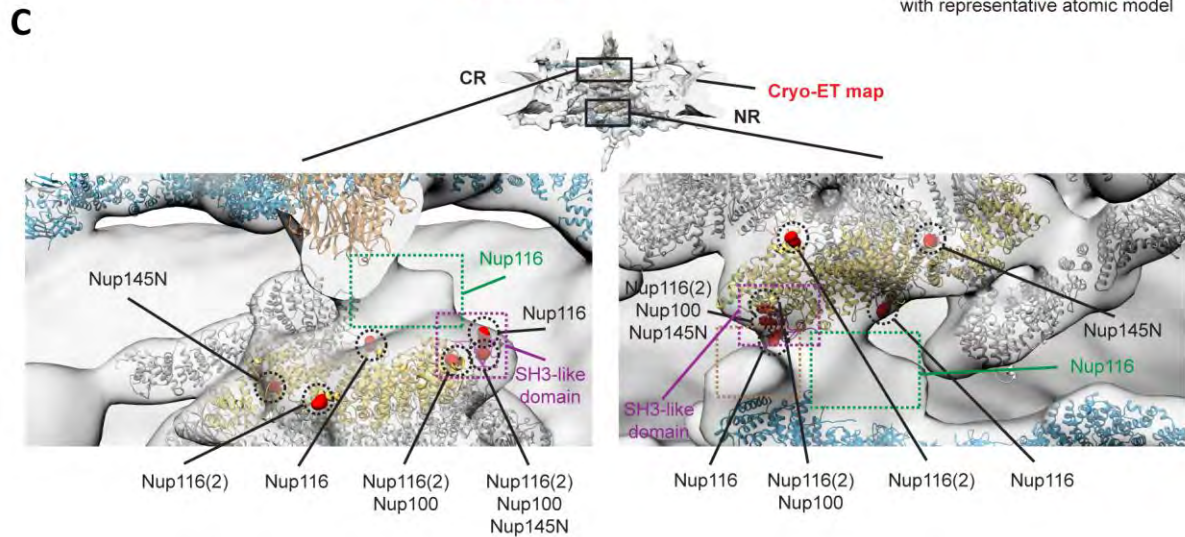 with representative atomic model
C
CR
Cryo-ET map
NR
Nup145N
Nup116
Nup116
SH3-like
domain
Nup116(2)
Nup116
Nup116(2)
Nup100
Nup116(2)
Nup100
Nup145N
Nup116(2)
Nup100
Nup145N
Nup145N
Nup116
SH3-like
domain
Nup116
Nup116(2)
Nup100
Nup116(2)
Nup116